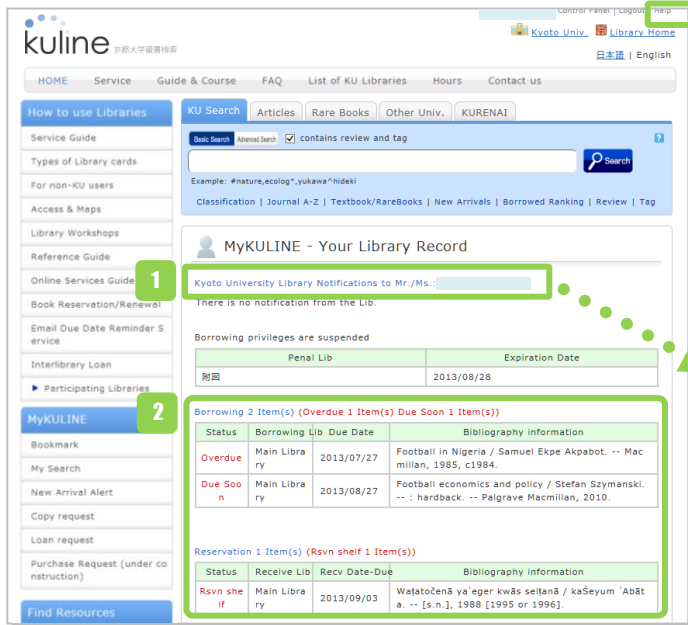 Control Panel | Logout | Help
kuline 京都大学蔵書検索
Kyoto Univ. Library Home
日本語 | English
HOME Service Guide & Course FAQ List of KU Libraries Hours Contact us
How to use Libraries
Service Guide
Types of Library cards
For non-KU users
Access & Maps
Library Workshops
Reference Guide
Online Services Guide
Book Reservation/Renewal
Email Due Date Reminder S
ervice
Interlibrary Loan
Participating Libraries
MyKULINE
Bookmark
My Search
New Arrival Alert
Copy request
Loan request
Purchase Request (under co
nstruction)
Find Resources
KU Search Articles Rare Books Other Univ. KURENAI
Basic Search Advanced Search contains review and tag ?
Search
Example: #nature,ecolog*,yukawa^hideki
Classification | Journal A-Z | Textbook/RareBooks | New Arrivals | Borrowed Ranking | Review | Tag
MyKULINE - Your Library Record
1
Kyoto University Library Notifications to Mr./Ms.:
There is no notification from the Lib.
Borrowing privileges are suspended
Penal Lib Expiration Date
附図 2013/08/28
2
Borrowing 2 Item(s) (Overdue 1 Item(s) Due Soon 1 Item(s))
Status Borrowing Lib Due Date Bibliography information
Overdue Main Libra
ry 2013/07/27 Football in Nigeria / Samuel Ekpe Akpabot. -- Mac
millan, 1985, c1984.
Due Soo
n Main Libra
ry 2013/08/27 Football economics and policy / Stefan Szymanski.
-- : hardback. -- Palgrave Macmillan, 2010.
Reservation 1 Item(s) (Rsvn shelf 1 Item(s))
Status Receive Lib Recv Date-Due Bibliography information
Rsvn she
lf Main Libra
ry 2013/09/03 Waṭatočenā ya'eger kwās selṭanā / kaŚeyum ʿAbāt
a. -- [s.n.], 1988 [1995 or 1996].